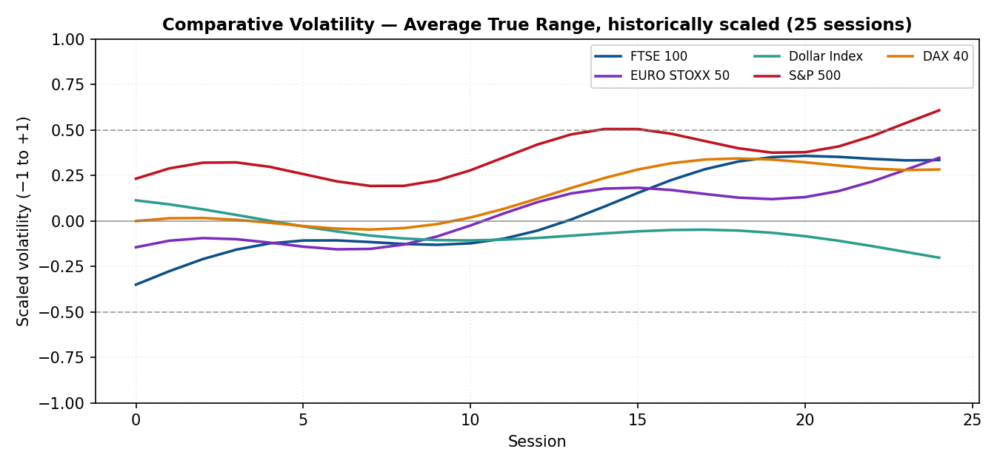 Comparative Volatility — Average True Range, historically scaled (25 sessions)
FTSE 100
EURO STOXX 50
Dollar Index
S&P 500
DAX 40
Scaled volatility (−1 to +1)
1.00
0.75
0.50
0.25
0.00
−0.25
−0.50
−0.75
−1.00
0 5 10 15 20 25
Session